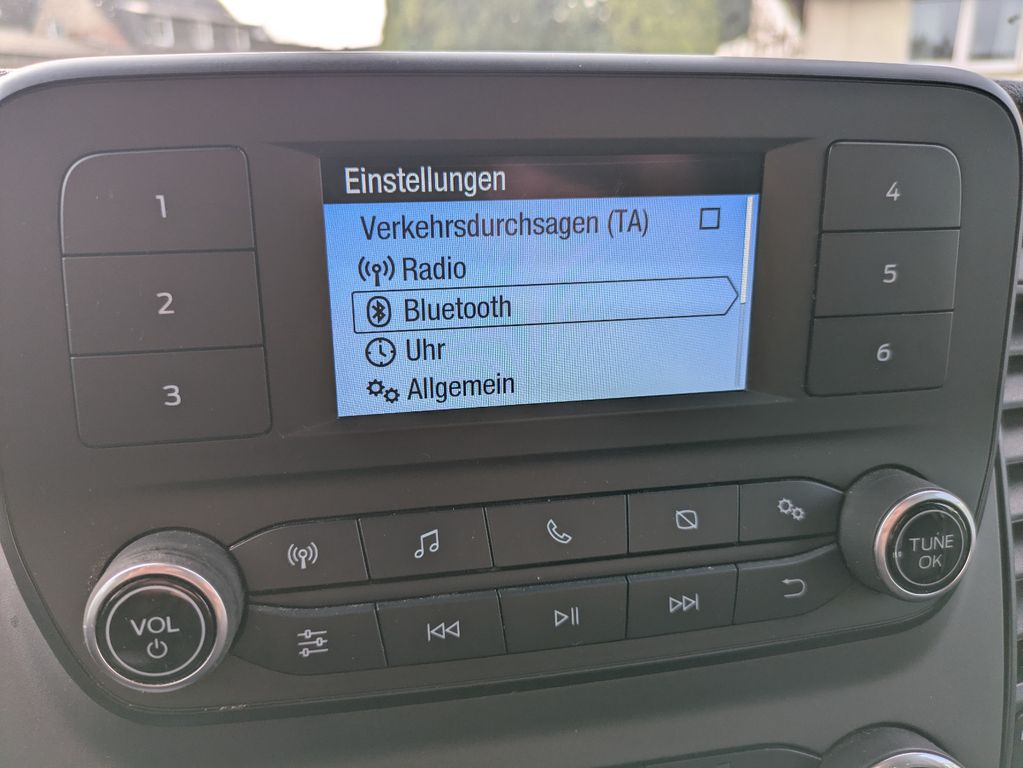 Einstellungen
Verkehrsdurchsagen (TA)
Radio
Bluetooth
Uhr
Allgemein
1
2
3
4
5
6
VOL
TUNE
OK